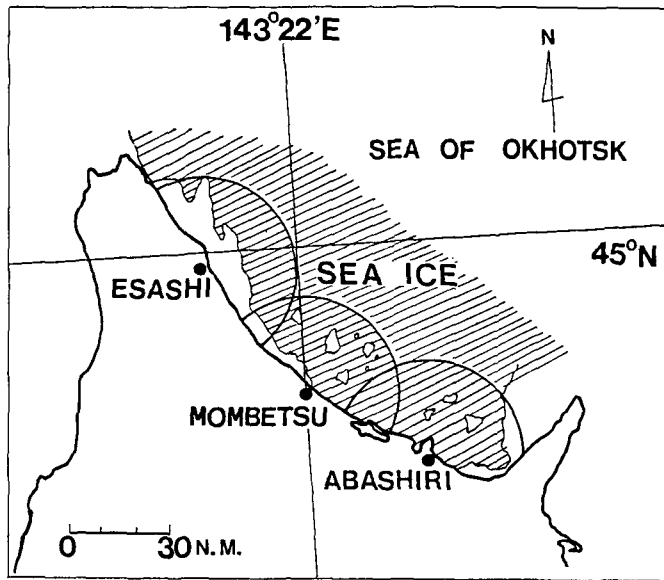 143°22'E
N
SEA OF OKHOTSK
45°N
ESASHI
SEA ICE
MOMBETSU
ABASHIRI
0 30 N.M.